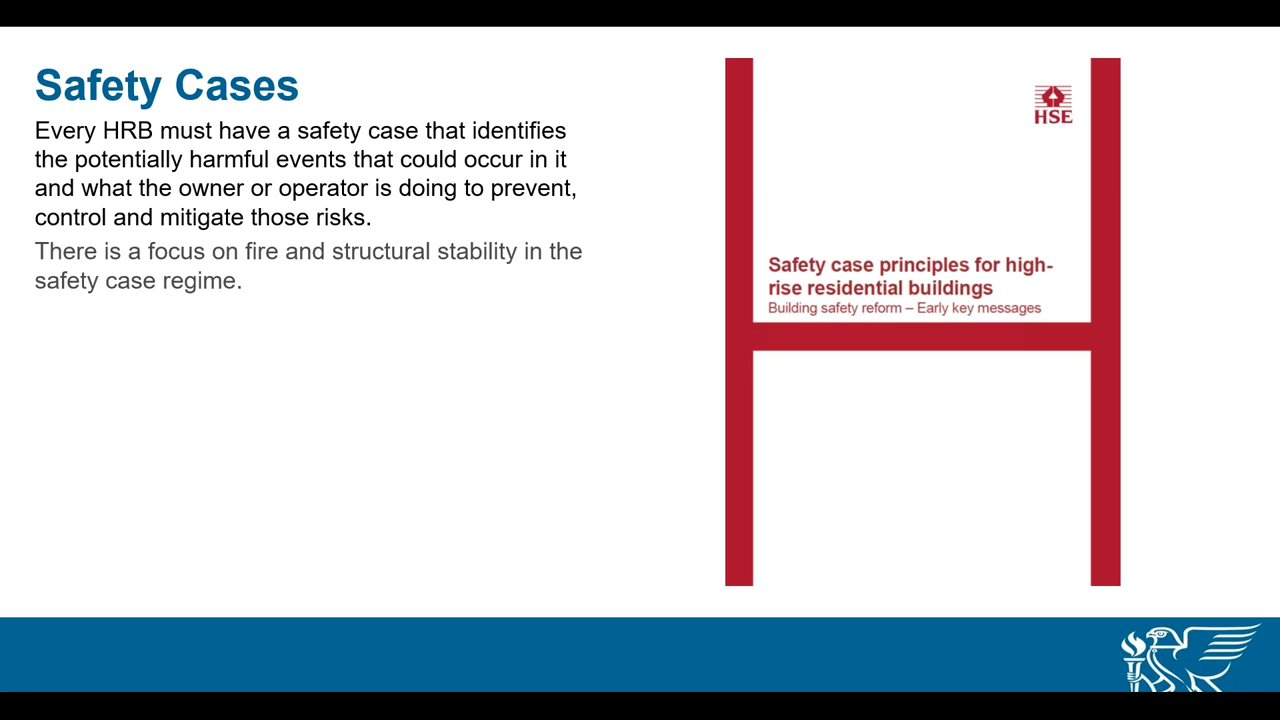 Safety Cases
Every HRB must have a safety case that identifies
the potentially harmful events that could occur in it
and what the owner or operator is doing to prevent,
control and mitigate those risks.
There is a focus on fire and structural stability in the
safety case regime.
HSE
Safety case principles for high-
rise residential buildings
Building safety reform – Early key messages